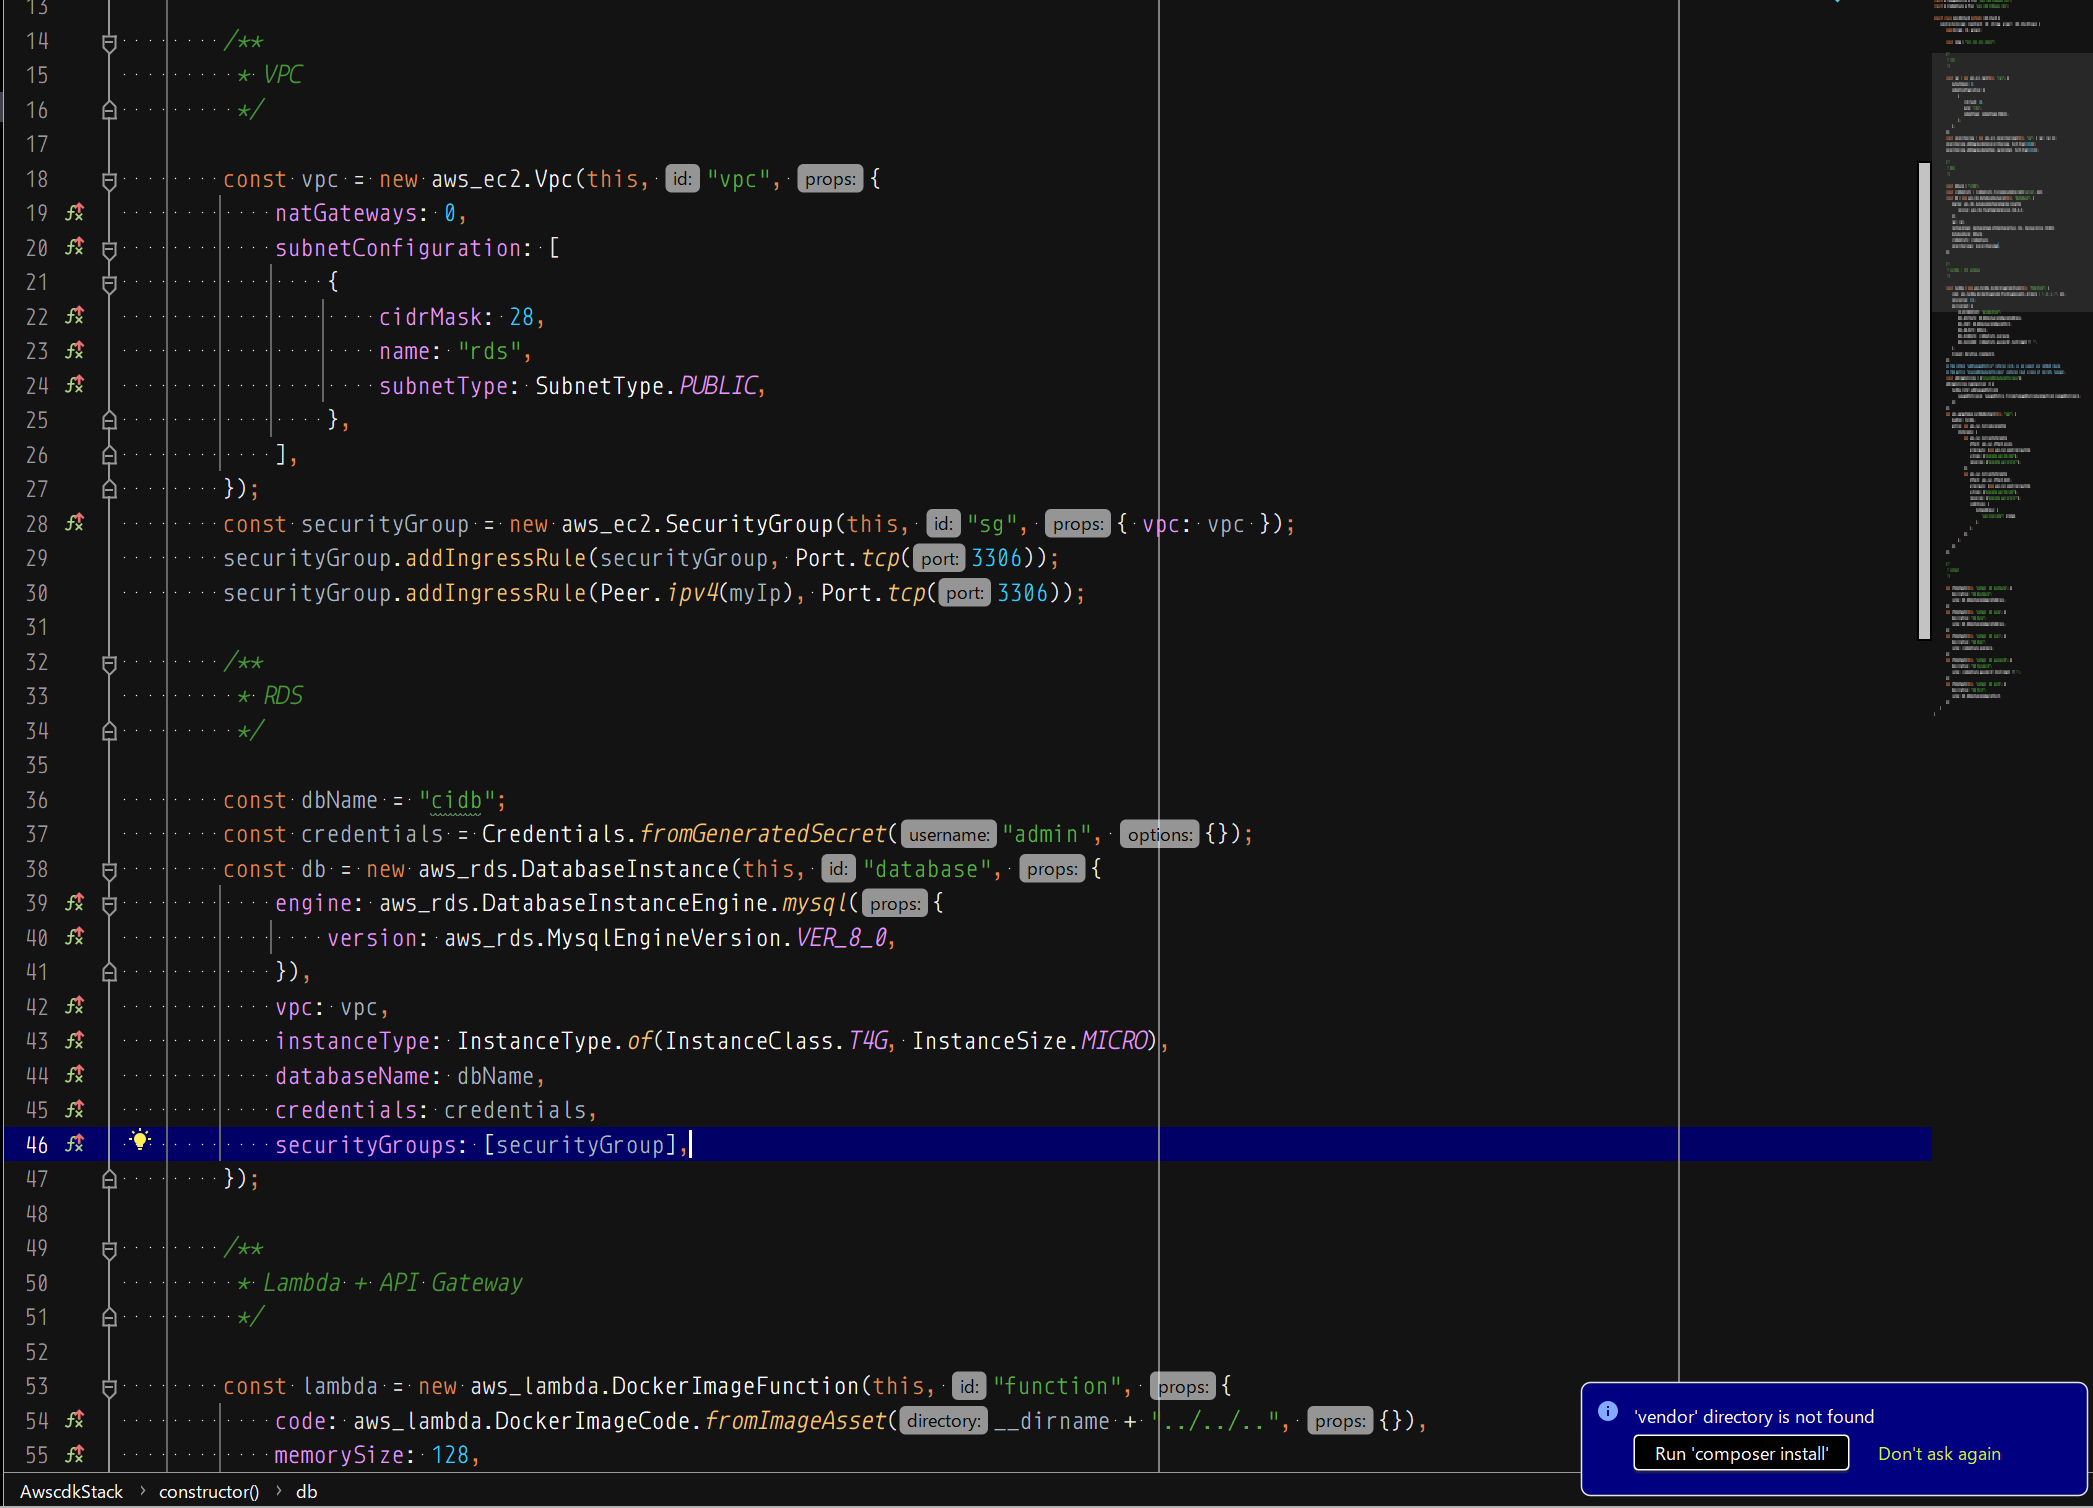 13
14 /**
15 * VPC
16 */
17
18 const vpc = new aws_ec2.Vpc(this, id: "vpc", props: {
19 natGateways: 0,
20 subnetConfiguration: [
21 {
22 cidrMask: 28,
23 name: "rds",
24 subnetType: SubnetType.PUBLIC,
25 },
26 ],
27 });
28 const securityGroup = new aws_ec2.SecurityGroup(this, id: "sg", props: { vpc: vpc });
29 securityGroup.addIngressRule(securityGroup, Port.tcp( port: 3306));
30 securityGroup.addIngressRule(Peer.ipv4(myIp), Port.tcp( port: 3306));
31
32 /**
33 * RDS
34 */
35
36 const dbName = "cidb";
37 const credentials = Credentials.fromGeneratedSecret( username: "admin", options: {});
38 const db = new aws_rds.DatabaseInstance(this, id: "database", props: {
39 engine: aws_rds.DatabaseInstanceEngine.mysql( props: {
40 version: aws_rds.MysqlEngineVersion.VER_8_0,
41 }),
42 vpc: vpc,
43 instanceType: InstanceType.of(InstanceClass.T4G, InstanceSize.MICRO),
44 databaseName: dbName,
45 credentials: credentials,
46 securityGroups: [securityGroup],
47 });
48
49 /**
50 * Lambda + API Gateway
51 */
52
53 const lambda = new aws_lambda.DockerImageFunction(this, id: "function", props: {
54 code: aws_lambda.DockerImageCode.fromImageAsset( directory: __dirname + "../../..", props: {}),
55 memorySize: 128,
'vendor' directory is not found
Run 'composer install' Don't ask again
AwscdkStack > constructor() > db